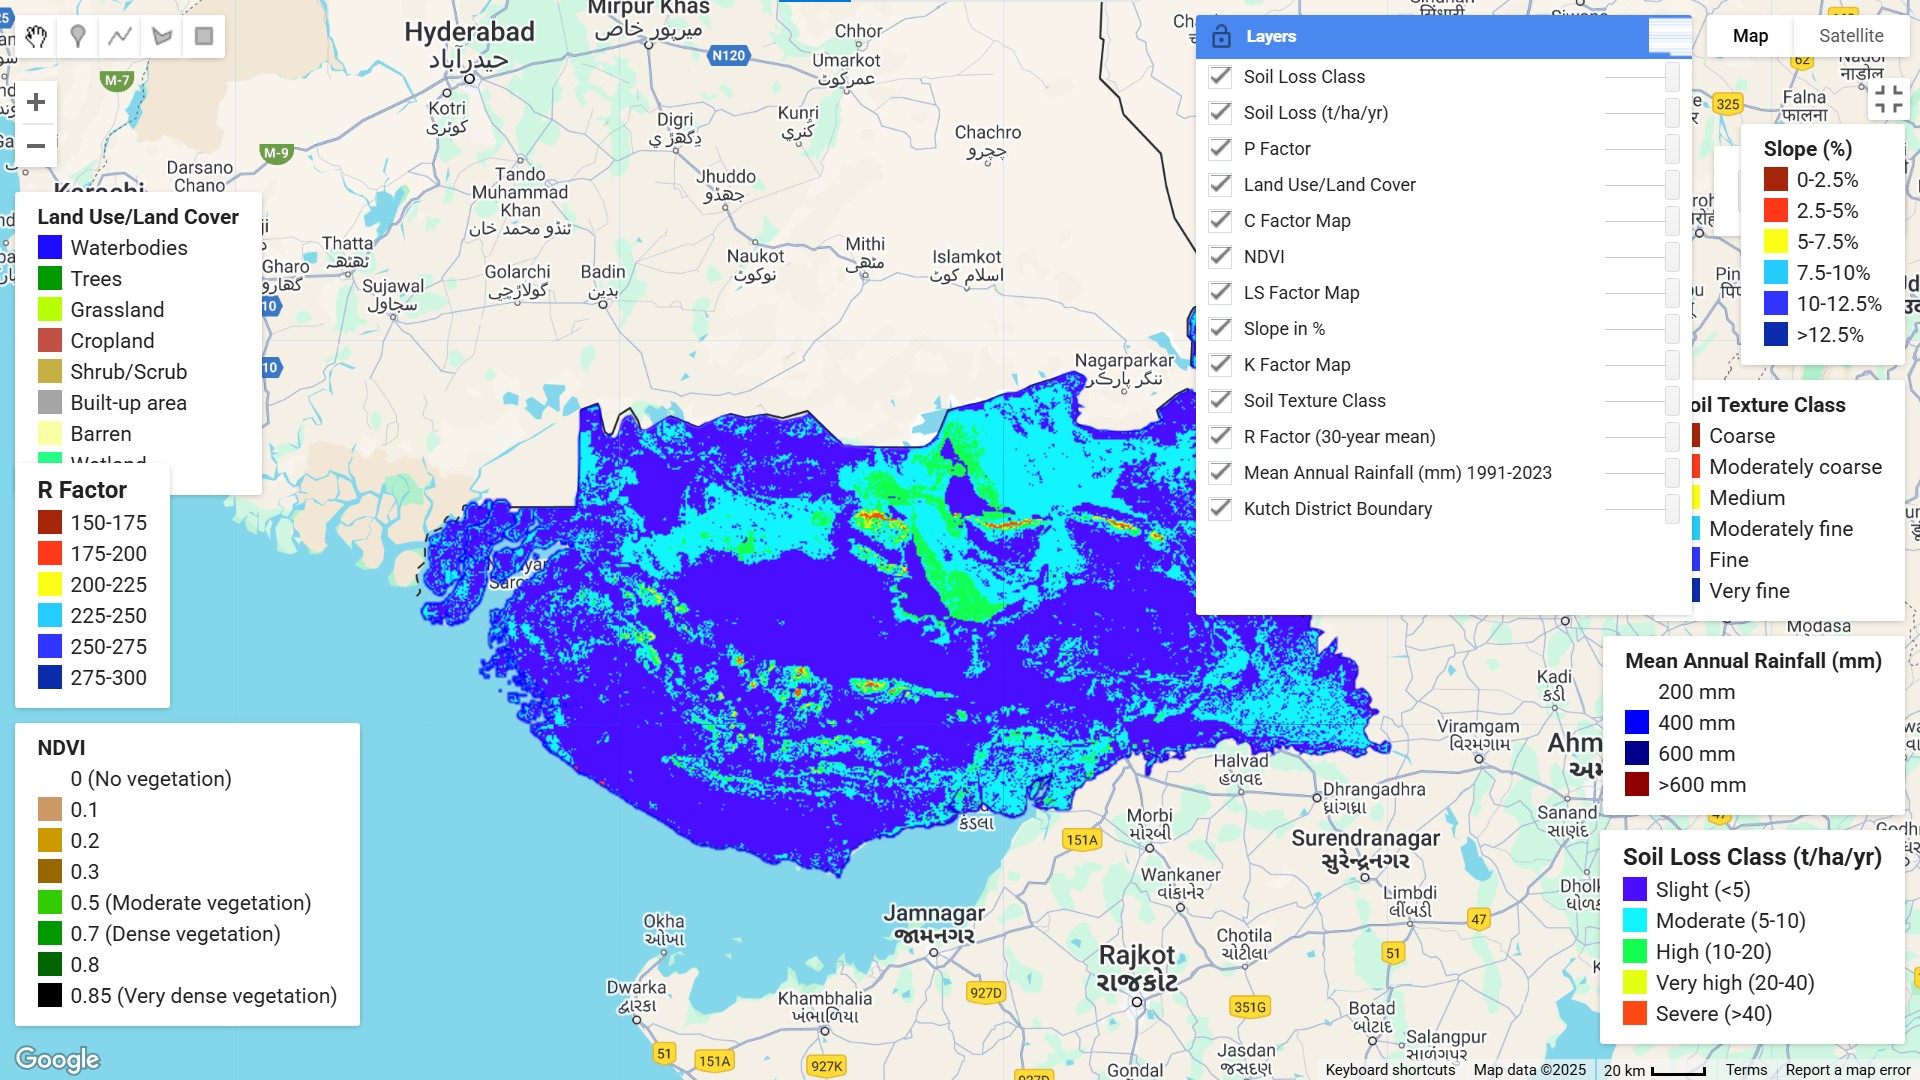 Layers
Soil Loss Class
Soil Loss (t/ha/yr)
P Factor
Land Use/Land Cover
C Factor Map
NDVI
LS Factor Map
Slope in %
K Factor Map
Soil Texture Class
R Factor (30-year mean)
Mean Annual Rainfall (mm) 1991-2023
Kutch District Boundary
Map
Satellite
Slope (%)
0-2.5%
2.5-5%
5-7.5%
7.5-10%
10-12.5%
>12.5%
oil Texture Class
Coarse
Moderately coarse
Medium
Moderately fine
Fine
Very fine
Mean Annual Rainfall (mm)
200 mm
400 mm
600 mm
>600 mm
Soil Loss Class (t/ha/yr)
Slight (<5)
Moderate (5-10)
High (10-20)
Very high (20-40)
Severe (>40)
Land Use/Land Cover
Waterbodies
Trees
Grassland
Cropland
Shrub/Scrub
Built-up area
Barren
Wetland
R Factor
150-175
175-200
200-225
225-250
250-275
275-300
NDVI
0 (No vegetation)
0.1
0.2
0.3
0.5 (Moderate vegetation)
0.7 (Dense vegetation)
0.8
0.85 (Very dense vegetation)
Mirpur Khas
میرپور خاص
Hyderabad
حیدرآباد
N120
Chhor
Umarkot
عمرکوٹ
M-7
Kotri
کوٹری
Digri
ڈگھڑی
Kunri
کنری
Chachro
چچرو
M-9
Darsano
Chano
Karachi
Tando
Muhammad
Khan
ٹنڈو محمد خان
Jhuddo
جھڈو
Thatta
ٹھٹھہ
Gharo
گھارو
Sujawal
سجاول
Golarchi
گولاڑچی
Badin
بدین
Naukot
نوکوٹ
Mithi
مٹھی
Islamkot
اسلام کوٹ
10
10
Nagarparkar
ننگر پارکر
62
325
Falna
फालना
नाडोल
Modasa
Kadi
કડી
Viramgam
વિરમગામ
Halvad
હળવદ
Dhrangadhra
ધ્રાંગધ્રા
Sanand
સાણંદ
કંડલા
Morbi
મોરબી
151A
Surendranagar
સુરેન્દ્રનગર
Wankaner
વાંકાનેર
Limbdi
લીંબડી
47
47
Okha
ઓખા
Jamnagar
જામનગર
Chotila
ચોટીલા
51
Rajkot
રાજકોટ
Dwarka
દ્વારકા
Khambhalia
ખંભાળિયા
927D
351G
Botad
બોટાદ
Salangpur
સાળંગપુર
51
151A
927K
927D
Gondal
Jasdan
જસદણ
Google
Keyboard shortcuts
Map data ©2025
20 km
Terms
Report a map error